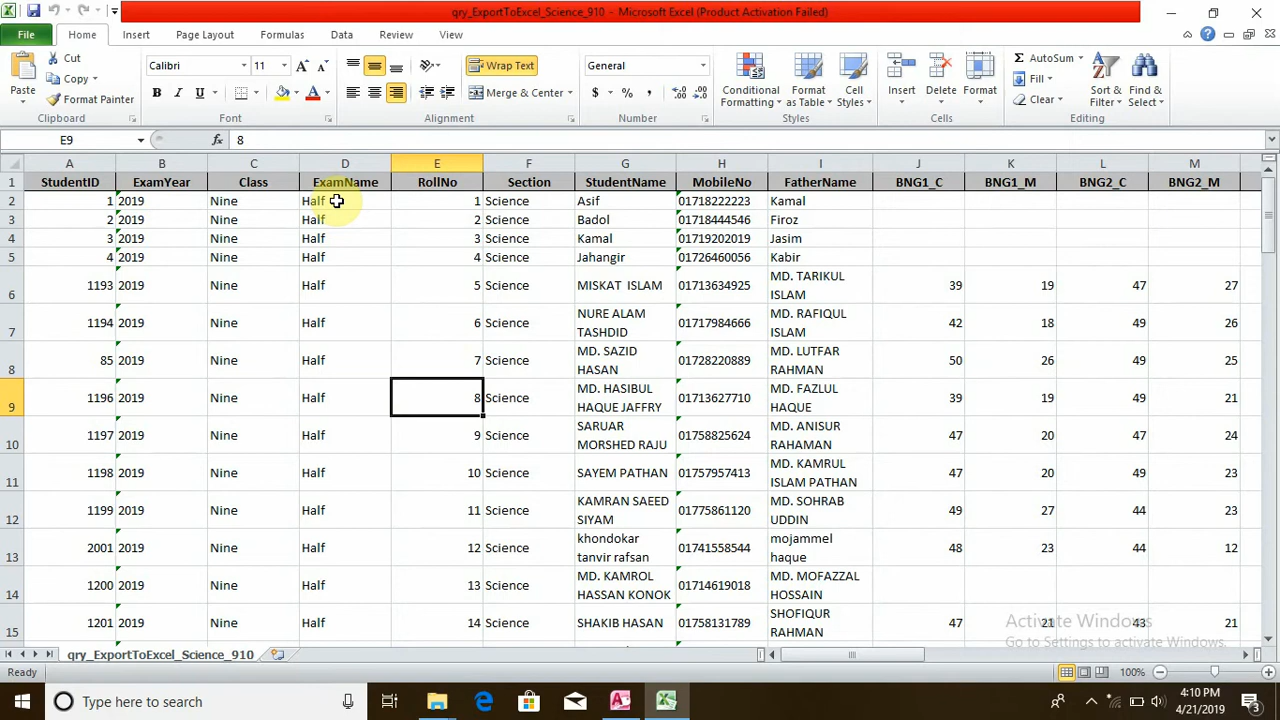 qry_ExportToExcel_Science_910 – Microsoft Excel (Product Activation Failed)
File Home Insert Page Layout Formulas Data Review View
Paste
Cut
Copy
Format Painter
Clipboard
Calibri 11
B I U
Font
Wrap Text
Merge & Center
Alignment
General
$ % ,
Number
Conditional Formatting
Format as Table
Cell Styles
Styles
Insert Delete Format
Cells
Σ AutoSum
Fill
Clear
Sort & Filter
Find & Select
Editing
E9 fx 8
A B C D E F G H I J K L M
1 StudentID ExamYear Class ExamName RollNo Section StudentName MobileNo FatherName BNG1_C BNG1_M BNG2_C BNG2_M
2 1 2019 Nine Half 1 Science Asif 01718222223 Kamal
3 2 2019 Nine Half 2 Science Badol 01718444546 Firoz
4 3 2019 Nine Half 3 Science Kamal 01719202019 Jasim
5 4 2019 Nine Half 4 Science Jahangir 01726460056 Kabir
6 1193 2019 Nine Half 5 Science MISKAT ISLAM 01713634925 MD. TARIKUL ISLAM 39 19 47 27
7 1194 2019 Nine Half 6 Science NURE ALAM TASHDID 01717984666 MD. RAFIQUL ISLAM 42 18 49 26
8 85 2019 Nine Half 7 Science MD. SAZID HASAN 01728220889 MD. LUTFAR RAHMAN 50 26 49 25
9 1196 2019 Nine Half 8 Science MD. HASIBUL HAQUE JAFFRY 01713627710 MD. FAZLUL HAQUE 39 19 49 21
10 1197 2019 Nine Half 9 Science SARUAR MORSHED RAJU 01758825624 MD. ANISUR RAHAMAN 47 20 47 24
11 1198 2019 Nine Half 10 Science SAYEM PATHAN 01757957413 MD. KAMRUL ISLAM PATHAN 47 20 49 23
12 1199 2019 Nine Half 11 Science KAMRAN SAEED SIYAM 01775861120 MD. SOHRAB UDDIN 49 27 44 23
13 2001 2019 Nine Half 12 Science khondokar tanvir rafsan 01741558544 mojammel haque 48 23 44 12
14 1200 2019 Nine Half 13 Science MD. KAMROL HASSAN KONOK 01714619018 MD. MOFAZZAL HOSSAIN
15 1201 2019 Nine Half 14 Science SHAKIB HASAN 01758131789 SHOFIQUR RAHMAN 47 21 43 21
Activate Windows
Go to Settings to activate Windows.
qry_ExportToExcel_Science_910
Ready 100%
Type here to search
4:10 PM
4/21/2019
3